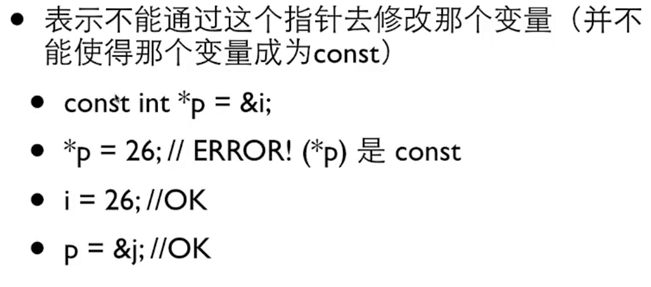 表示不能通过这个指针去修改那个变量（并不
能使得那个变量成为const）
const int *p = &i;
*p = 26; // ERROR! (*p) 是 const
i = 26; //OK
p = &j; //OK